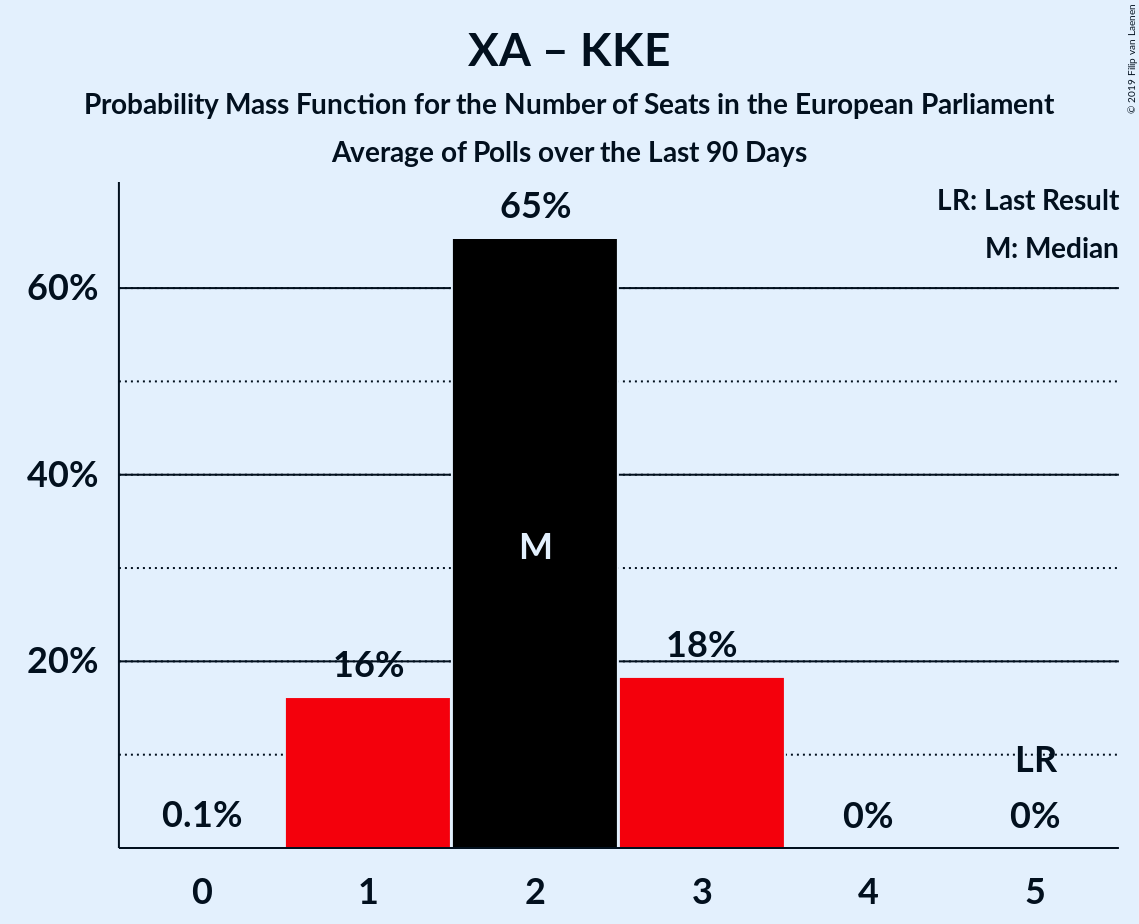 XA – KKE
Probability Mass Function for the Number of Seats in the European Parliament
Average of Polls over the Last 90 Days
© 2019 Filip van Laenen
LR: Last Result
M: Median
65%
60%
40%
M
20%
16%
18%
LR
0.1%
0%
0%
0 1 2 3 4 5